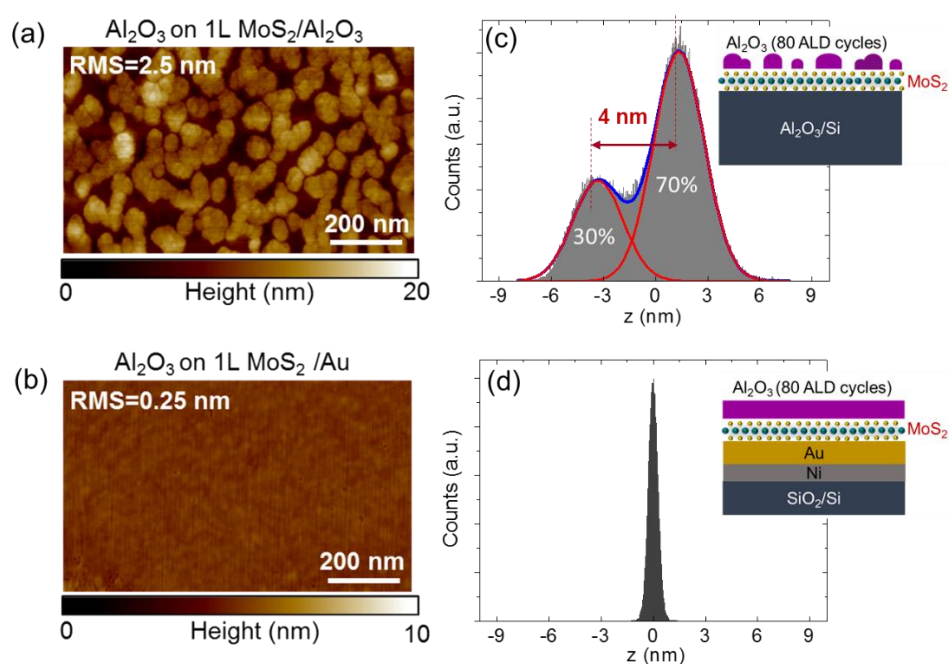 (a)
Al₂O₃ on 1L MoS₂/Al₂O₃
RMS=2.5 nm
200 nm
0
20
Height (nm)
(c)
Counts (a.u.)
4 nm
30%
70%
-9 -6 -3 0 3 6 9
z (nm)
Al₂O₃ (80 ALD cycles)
MoS₂
Al₂O₃/Si
(b)
Al₂O₃ on 1L MoS₂ /Au
RMS=0.25 nm
200 nm
0
10
Height (nm)
(d)
Counts (a.u.)
-9 -6 -3 0 3 6 9
z (nm)
Al₂O₃ (80 ALD cycles)
MoS₂
Au
Ni
SiO₂/Si